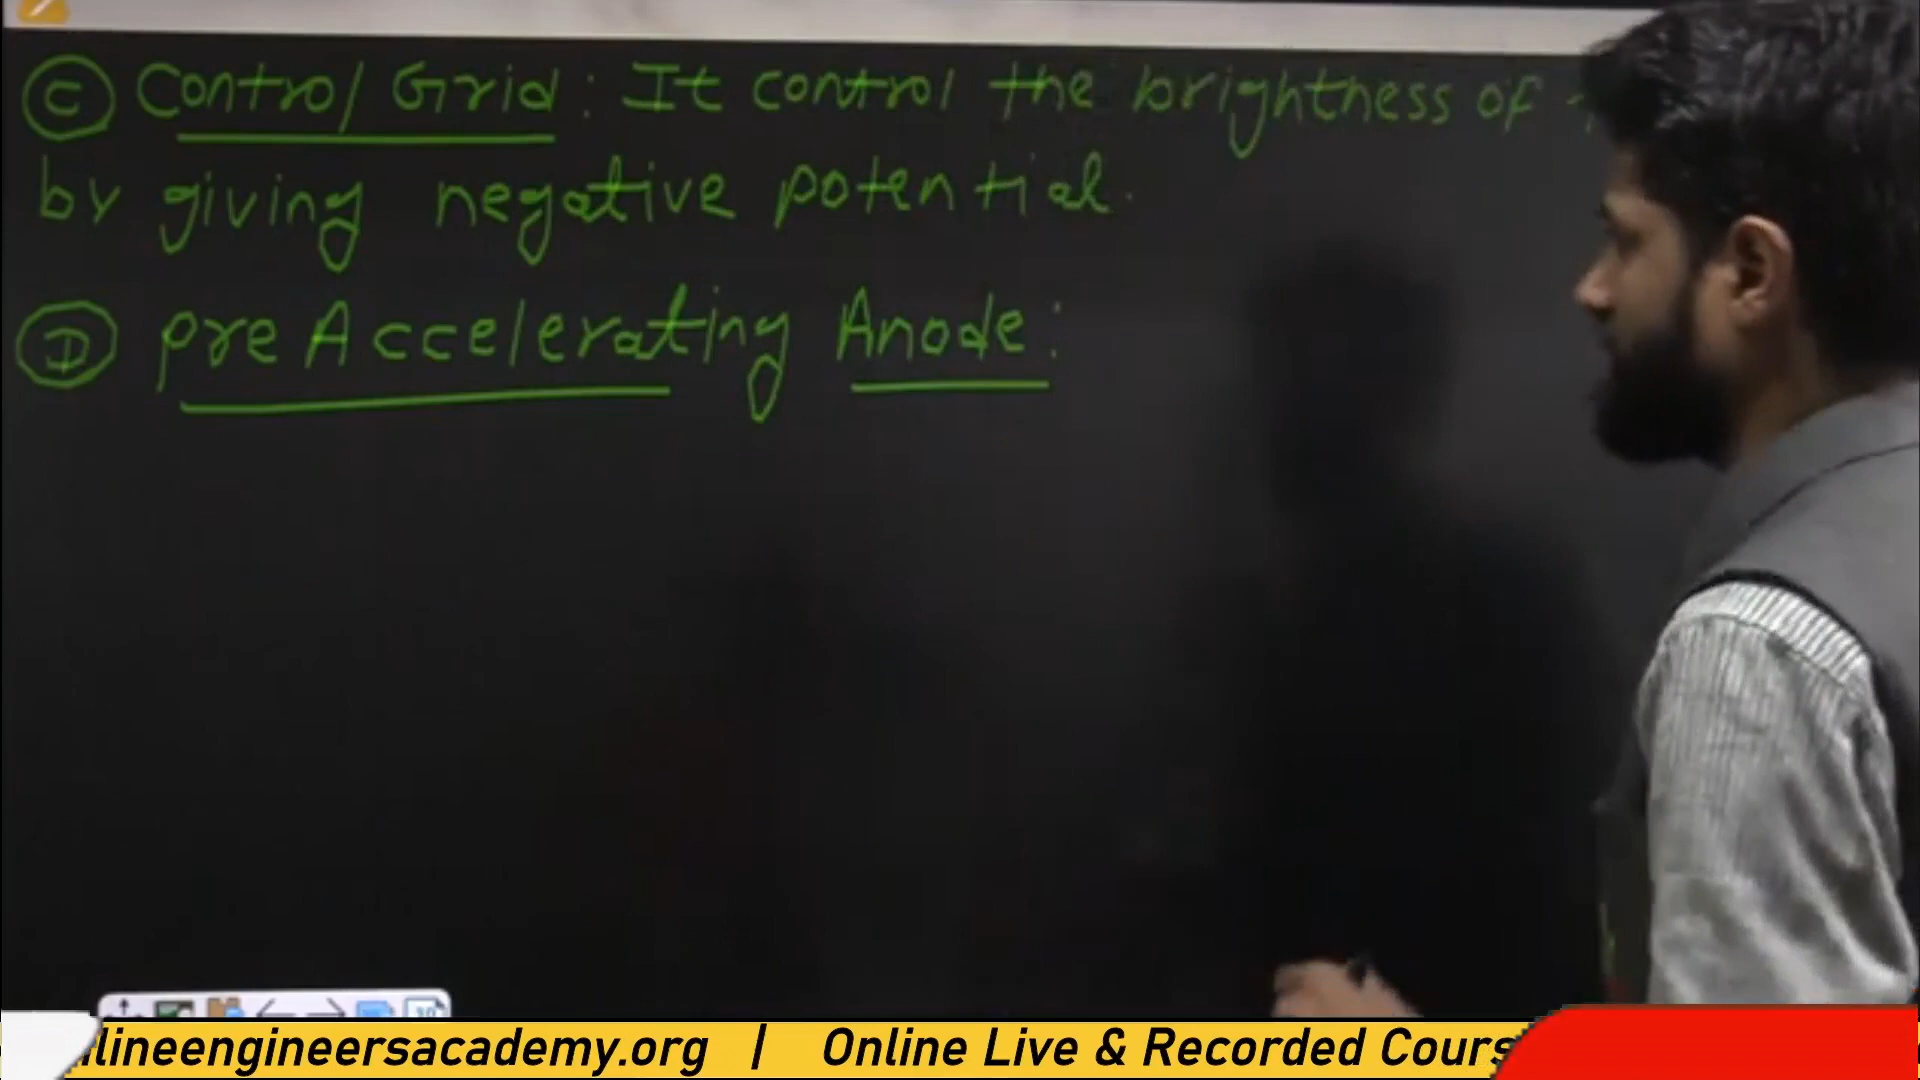 C Control Grid : It control the brightness of
by giving negative potential.
D pre Accelerating Anode :
lineengineersacademy.org | Online Live & Recorded Cours